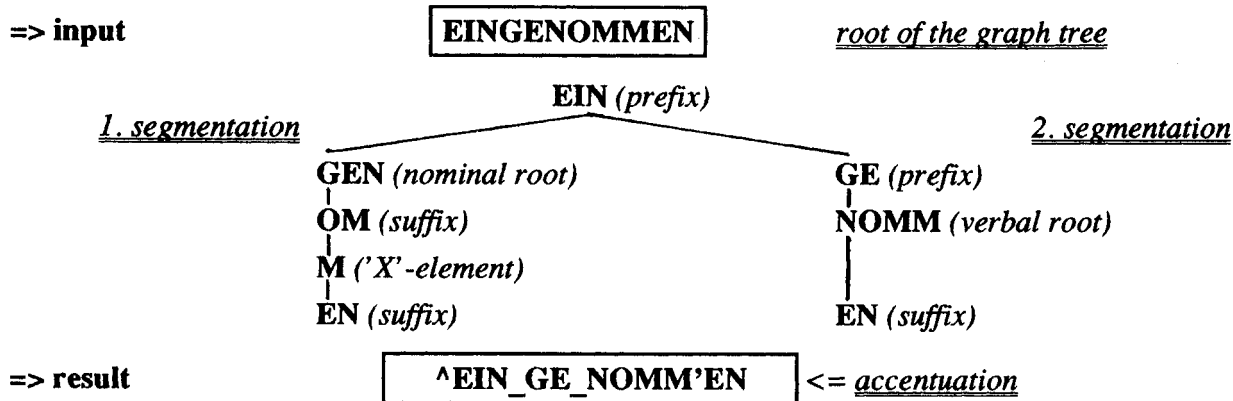 => input EINGENOMMEN root of the graph tree
EIN (prefix)
1. segmentation 2. segmentation
GEN (nominal root) GE (prefix)
OM (suffix) NOMM (verbal root)
M ('X'-element)
EN (suffix) EN (suffix)
=> result ^EIN_GE_NOMM'EN <= accentuation